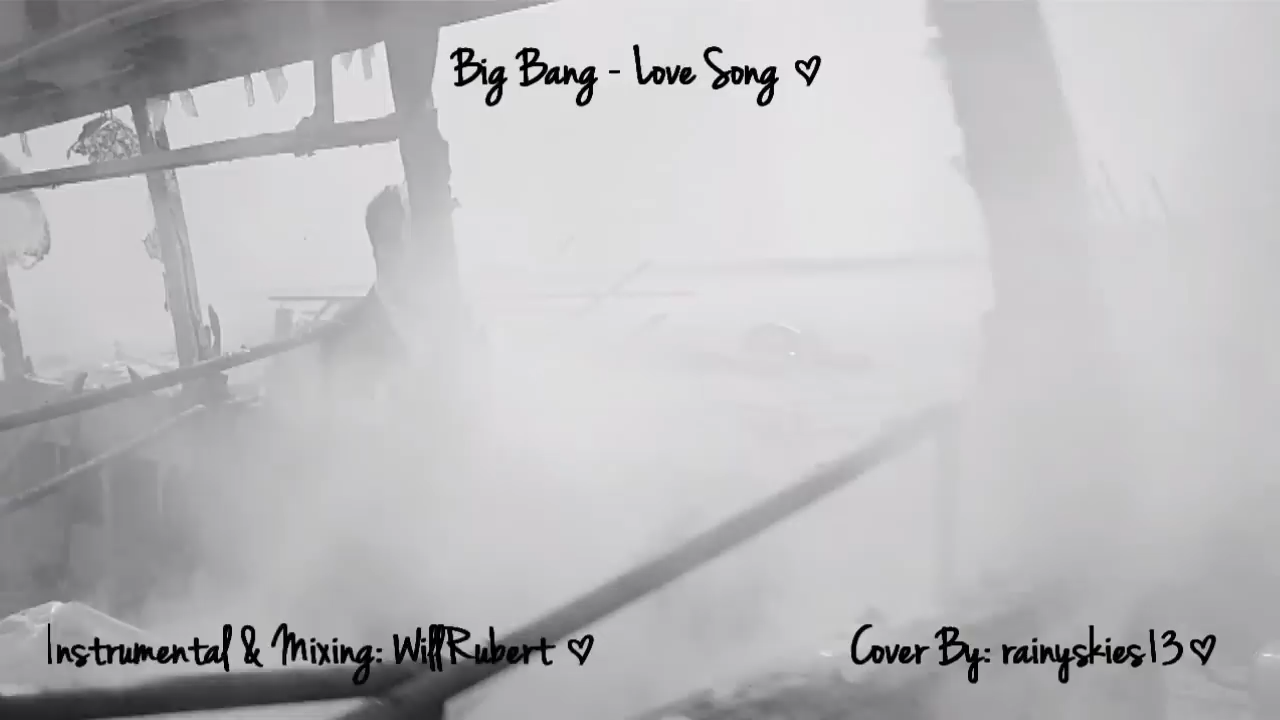 Big Bang - Love Song ♡
Instrumental & Mixing: WillRubert ♡
Cover By: rainyskies13 ♡